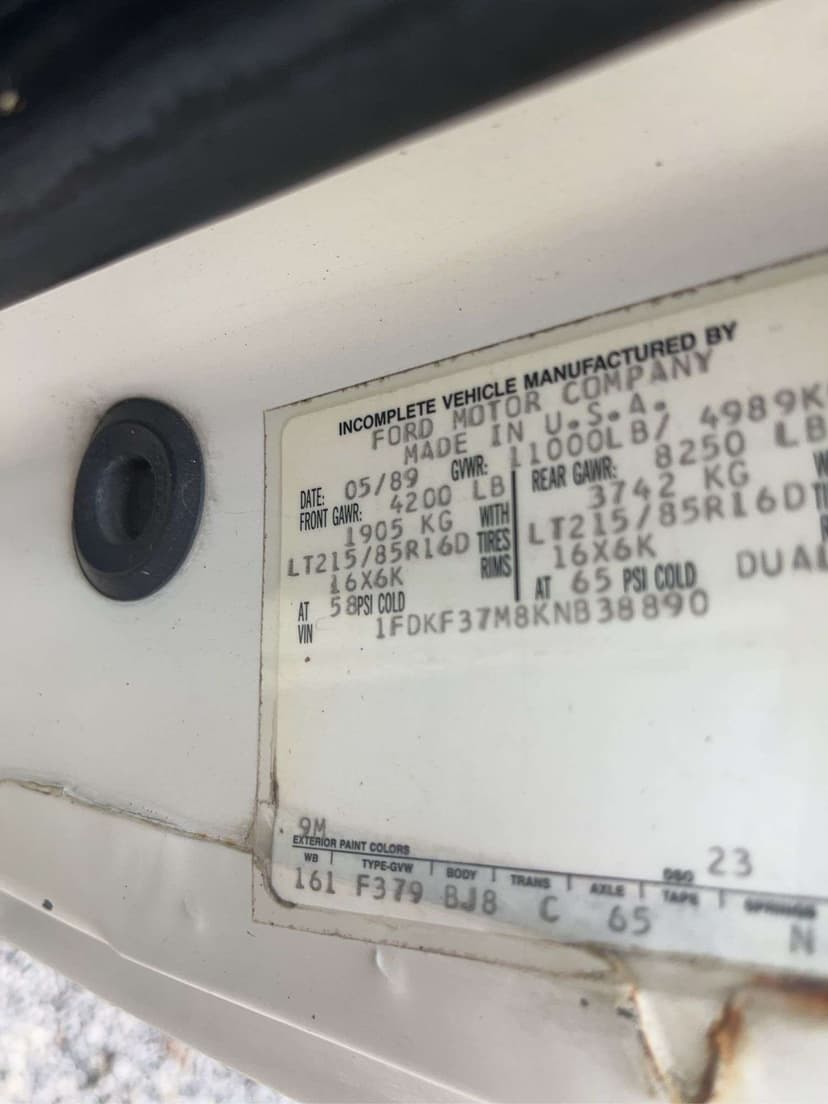 INCOMPLETE VEHICLE MANUFACTURED BY
FORD MOTOR COMPANY
MADE IN U.S.A.
DATE: 05/89 GVWR: 11000LB/ 4989K
FRONT GAWR: 4200 LB REAR GAWR: 8250 LB
1905 KG WITH 3742 KG
LT215/85R16D TIRES LT215/85R16D
16X6K RIMS 16X6K
AT 58PSI COLD AT 65 PSI COLD DUAL
VIN 1FDKF37M8KNB38890
9M
EXTERIOR PAINT COLORS DSO 23
WB TYPE-GVW BODY TRANS AXLE TAPE SPRINGS
161 F379 BJ8 C 65 N